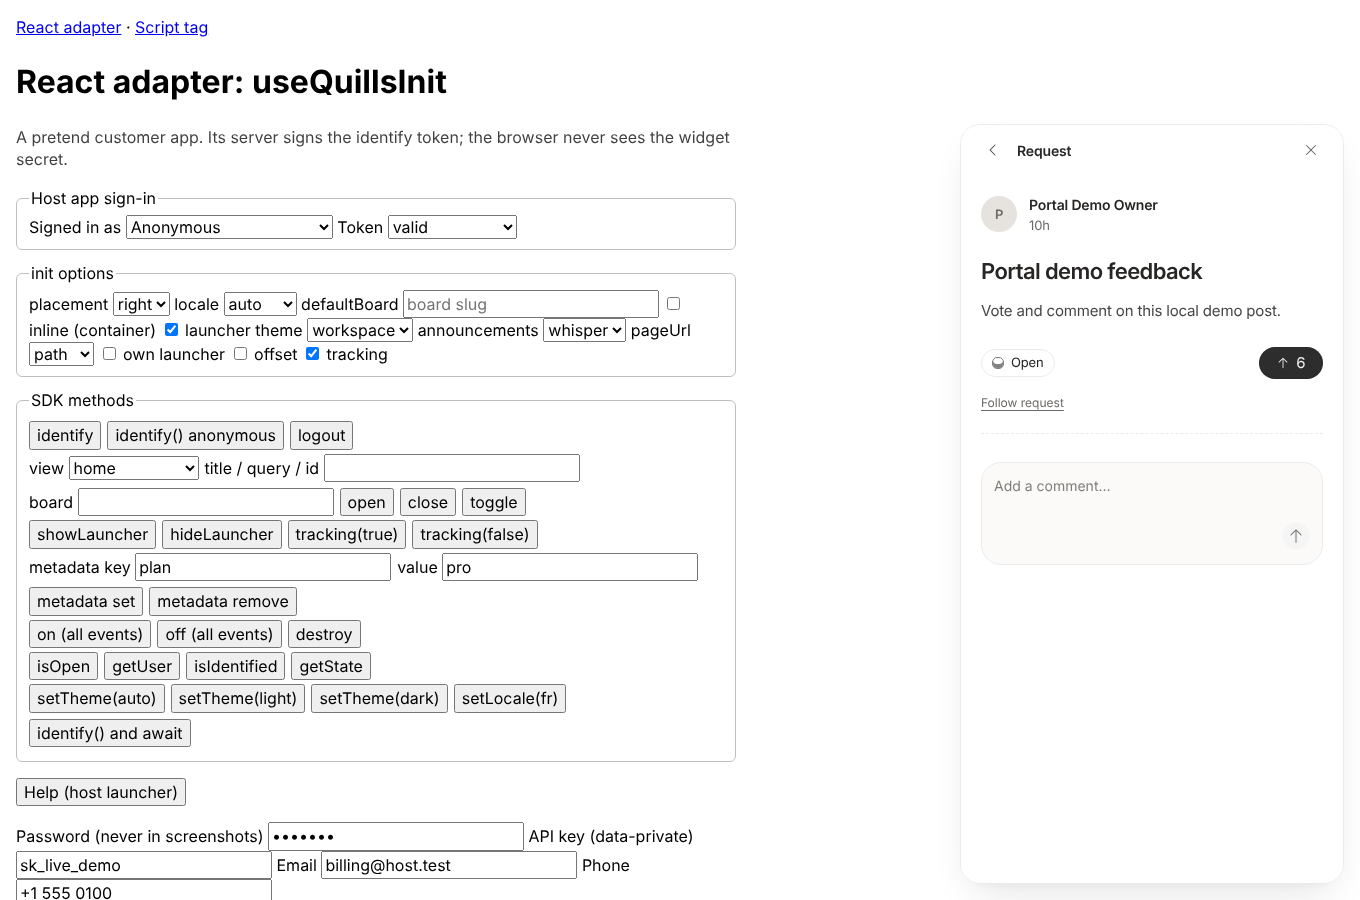 React adapter · Script tag
React adapter: useQuillsInit
A pretend customer app. Its server signs the identify token; the browser never sees the widget
secret.
Host app sign-in
Signed in as Anonymous Token valid
init options
placement right locale auto defaultBoard board slug
inline (container) launcher theme workspace announcements whisper pageUrl
path own launcher offset tracking
SDK methods
identify identify() anonymous logout
view home title / query / id
board open close toggle
showLauncher hideLauncher tracking(true) tracking(false)
metadata key plan value pro
metadata set metadata remove
on (all events) off (all events) destroy
isOpen getUser isIdentified getState
setTheme(auto) setTheme(light) setTheme(dark) setLocale(fr)
identify() and await
Help (host launcher)
Password (never in screenshots) ••••••• API key (data-private)
sk_live_demo Email billing@host.test Phone
+1 555 0100
Request
P Portal Demo Owner
10h
Portal demo feedback
Vote and comment on this local demo post.
Open 6
Follow request
Add a comment...